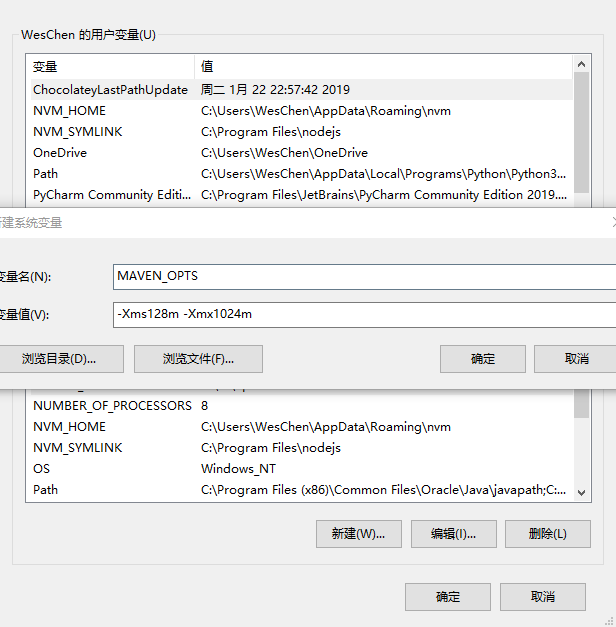 WesChen 的用户变量(U)
变量 值
ChocolateyLastPathUpdate 周二 1月 22 22:57:42 2019
NVM_HOME C:\Users\WesChen\AppData\Roaming\nvm
NVM_SYMLINK C:\Program Files\nodejs
OneDrive C:\Users\WesChen\OneDrive
Path C:\Users\WesChen\AppData\Local\Programs\Python\Python3...
PyCharm Community Editi... C:\Program Files\JetBrains\PyCharm Community Edition 2019....
新建系统变量
变量名(N): MAVEN_OPTS
变量值(V): -Xms128m -Xmx1024m
浏览目录(D)... 浏览文件(F)... 确定 取消
NUMBER_OF_PROCESSORS 8
NVM_HOME C:\Users\WesChen\AppData\Roaming\nvm
NVM_SYMLINK C:\Program Files\nodejs
OS Windows_NT
Path C:\Program Files (x86)\Common Files\Oracle\Java\javapath;C:...
新建(W)... 编辑(I)... 删除(L)
确定 取消